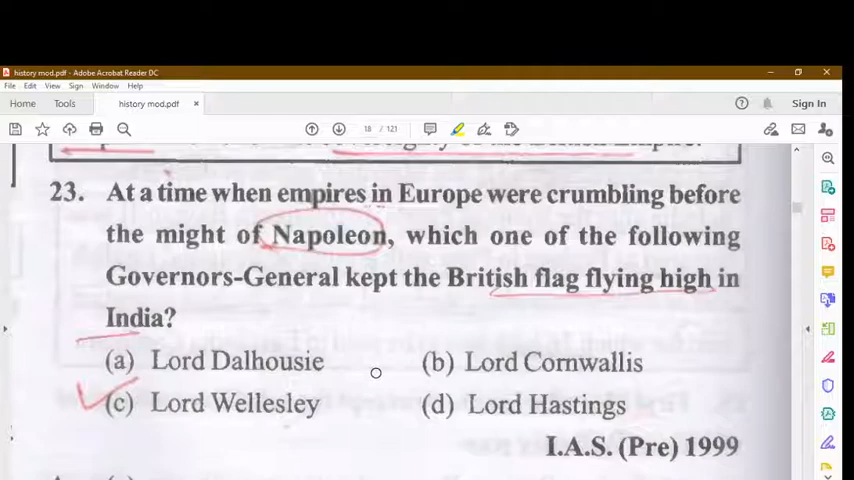 history mod.pdf - Adobe Acrobat Reader DC
File Edit View Sign Window Help
Home Tools history mod.pdf × Sign In
18 / 121
23. At a time when empires in Europe were crumbling before
the might of Napoleon, which one of the following
Governors-General kept the British flag flying high in
India?
(a) Lord Dalhousie (b) Lord Cornwallis
(c) Lord Wellesley (d) Lord Hastings
I.A.S. (Pre) 1999